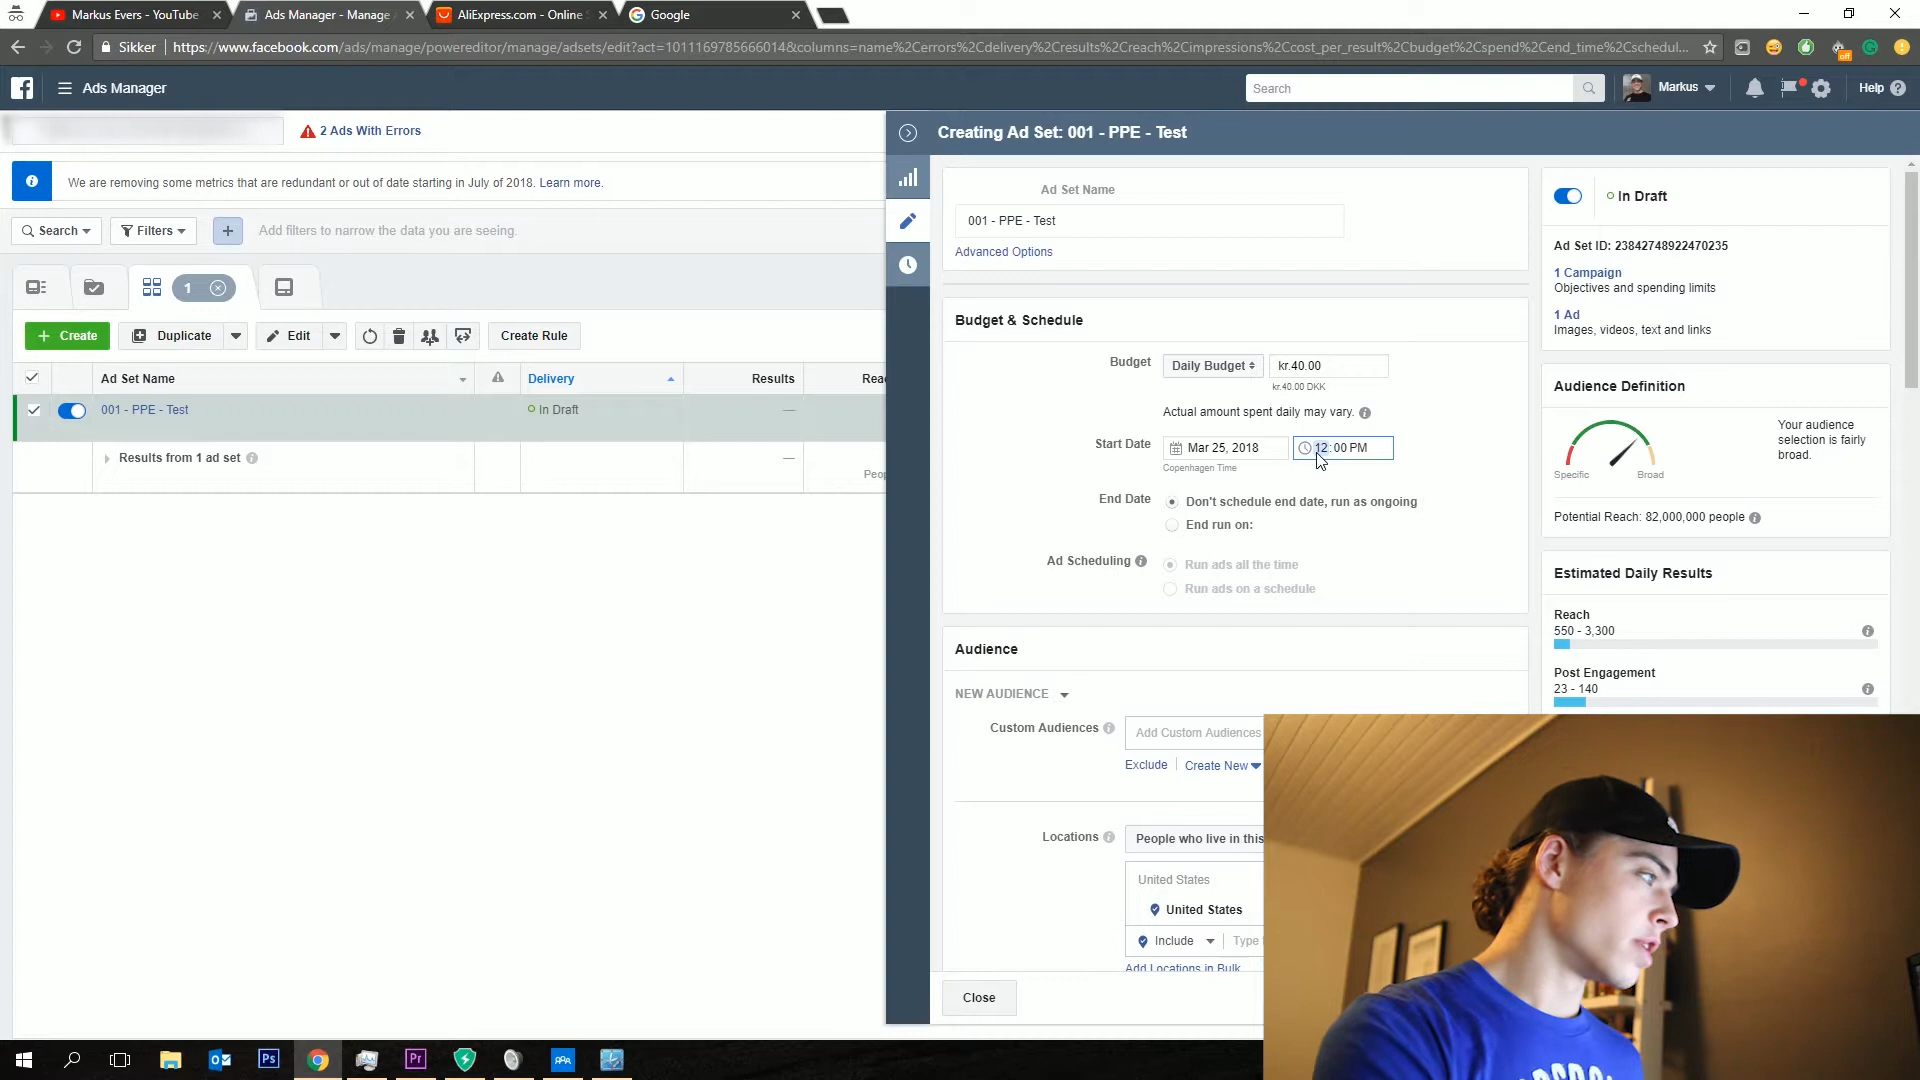 Markus Evers - YouTube
Ads Manager - Manage
AliExpress.com - Online
Google
Sikker
https://www.facebook.com/ads/manage/powereditor/manage/adsets/edit?act=1011169785666014&columns=name%2Cerrors%2Cdelivery%2Cresults%2Creach%2Cimpressions%2Ccost_per_result%2Cbudget%2Cspend%2Cend_time%2Cschedul...
off
Ads Manager
Search
Markus
Help
2 Ads With Errors
We are removing some metrics that are redundant or out of date starting in July of 2018. Learn more.
Search
Filters
Add filters to narrow the data you are seeing.
1
Create
Duplicate
Edit
Create Rule
Ad Set Name
Delivery
Results
Reac
001 - PPE - Test
In Draft
—
Results from 1 ad set
—
Peop
Creating Ad Set: 001 - PPE - Test
Ad Set Name
001 - PPE - Test
Advanced Options
Budget & Schedule
Budget
Daily Budget
kr.40.00
kr.40.00 DKK
Actual amount spent daily may vary.
Start Date
Mar 25, 2018
12:00 PM
Copenhagen Time
End Date
Don't schedule end date, run as ongoing
End run on:
Ad Scheduling
Run ads all the time
Run ads on a schedule
Audience
NEW AUDIENCE
Custom Audiences
Add Custom Audiences
Exclude
Create New
Locations
People who live in this
United States
United States
Include
Type
Add Locations in Bulk
Close
In Draft
Ad Set ID: 23842748922470235
1 Campaign
Objectives and spending limits
1 Ad
Images, videos, text and links
Audience Definition
Your audience
selection is fairly
broad.
Specific
Broad
Potential Reach: 82,000,000 people
Estimated Daily Results
Reach
550 - 3,300
Post Engagement
23 - 140
Ps
Pr